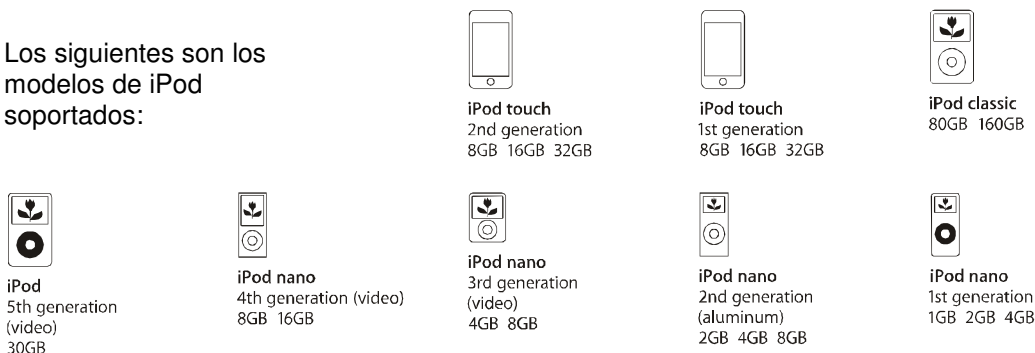 Los siguientes son los
modelos de iPod
soportados:
iPod touch
2nd generation
8GB 16GB 32GB
iPod touch
1st generation
8GB 16GB 32GB
iPod classic
80GB 160GB
iPod
5th generation
(video)
30GB
iPod nano
4th generation (video)
8GB 16GB
iPod nano
3rd generation
(video)
4GB 8GB
iPod nano
2nd generation
(aluminum)
2GB 4GB 8GB
iPod nano
1st generation
1GB 2GB 4GB